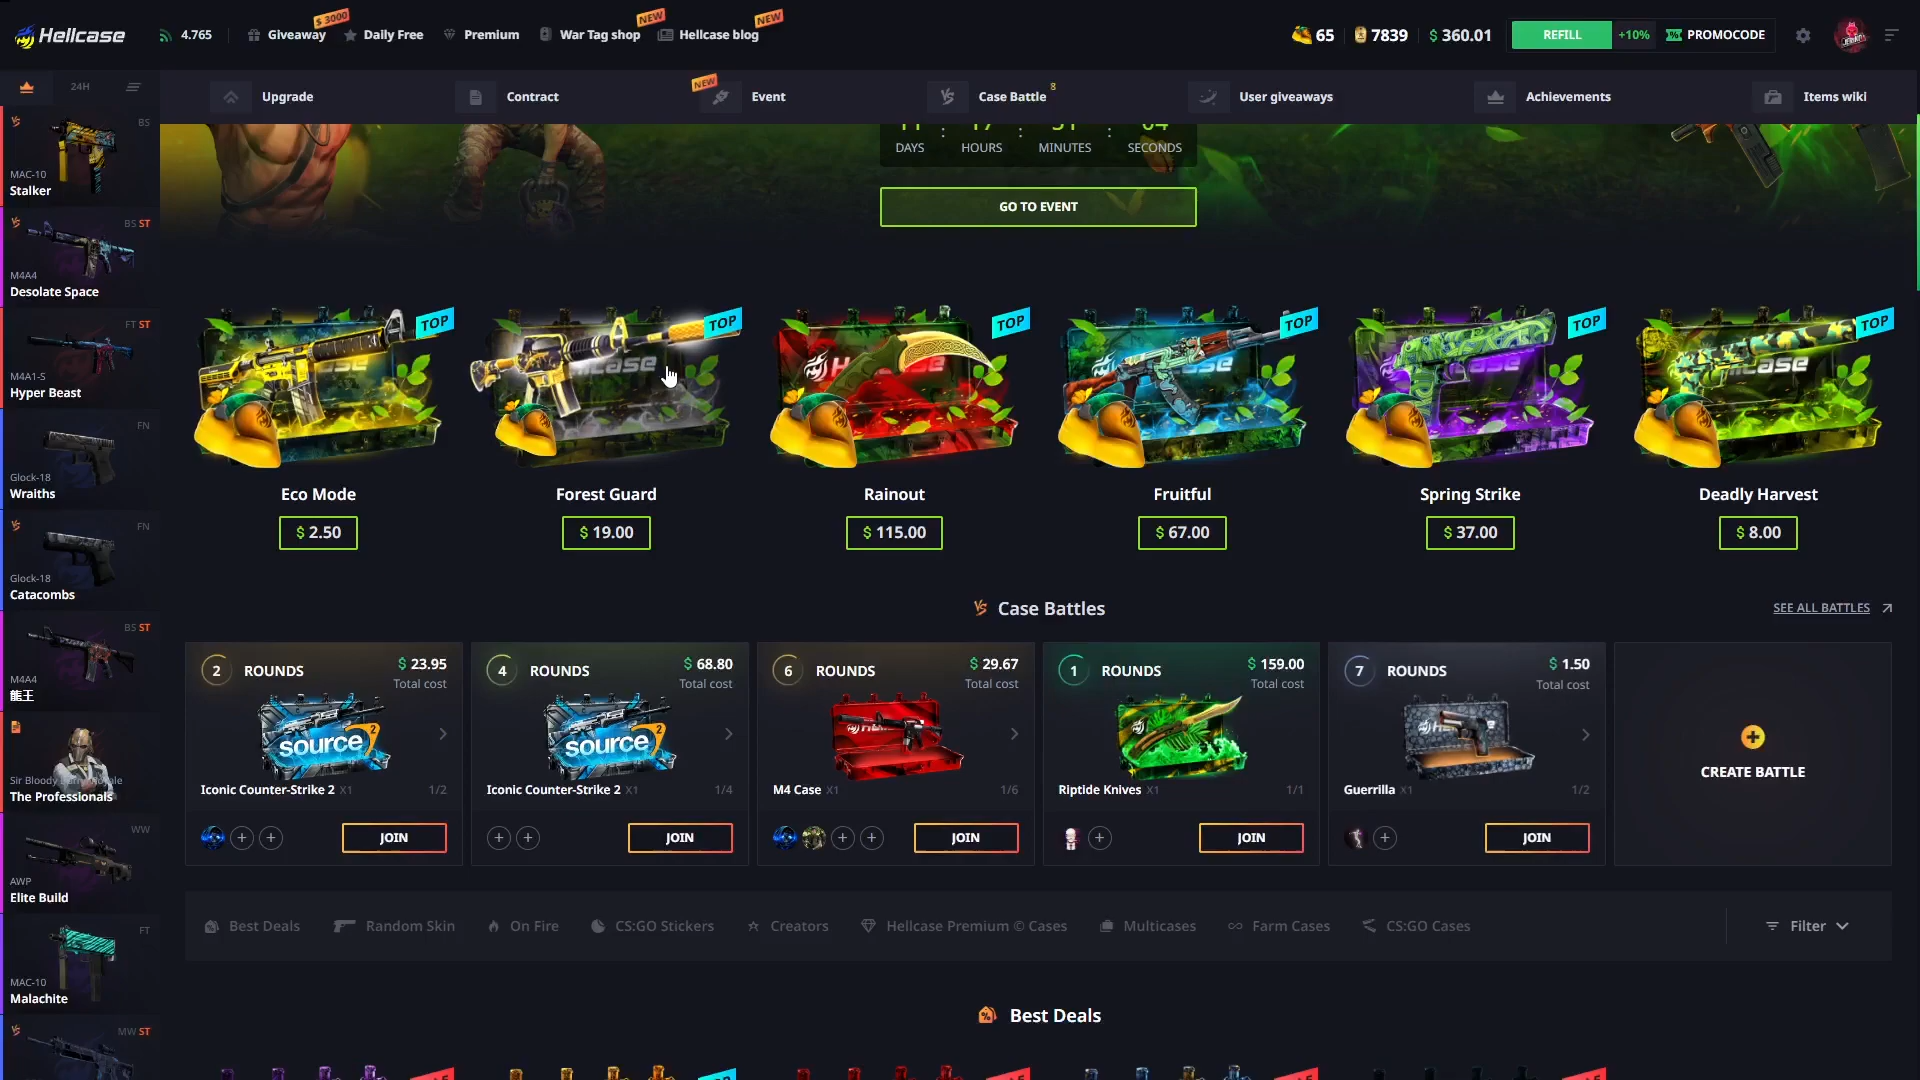 Hellcase
4.765
Giveaway
$ 3000
Daily Free
Premium
War Tag shop
NEW
Hellcase blog
NEW
65
7839
$ 360.01
REFILL
+10%
PROMOCODE
24H
Upgrade
Contract
NEW
Event
Case Battle 8
User giveaways
Achievements
Items wiki
BS
MAC-10
Stalker
BS ST
M4A4
Desolate Space
FT ST
M4A1-S
Hyper Beast
FN
Glock-18
Wraiths
FN
Glock-18
Catacombs
BS ST
M4A4
龍王
Sir Bloody
The Professionals
WW
AWP
Elite Build
FT
MAC-10
Malachite
MW ST
DAYS
HOURS
MINUTES
SECONDS
GO TO EVENT
TOP
TOP
TOP
TOP
TOP
TOP
Eco Mode
Forest Guard
Rainout
Fruitful
Spring Strike
Deadly Harvest
$ 2.50
$ 19.00
$ 115.00
$ 67.00
$ 37.00
$ 8.00
Case Battles
SEE ALL BATTLES
2 ROUNDS
$ 23.95
Total cost
source 2
Iconic Counter-Strike 2 X1
1/2
JOIN
4 ROUNDS
$ 68.80
Total cost
source 2
Iconic Counter-Strike 2 X1
1/4
JOIN
6 ROUNDS
$ 29.67
Total cost
M4 Case X1
1/6
JOIN
1 ROUNDS
$ 159.00
Total cost
Riptide Knives X1
1/1
JOIN
7 ROUNDS
$ 1.50
Total cost
Guerrilla X1
1/2
JOIN
CREATE BATTLE
Best Deals
Random Skin
On Fire
CS:GO Stickers
Creators
Hellcase Premium © Cases
Multicases
Farm Cases
CS:GO Cases
Filter
Best Deals